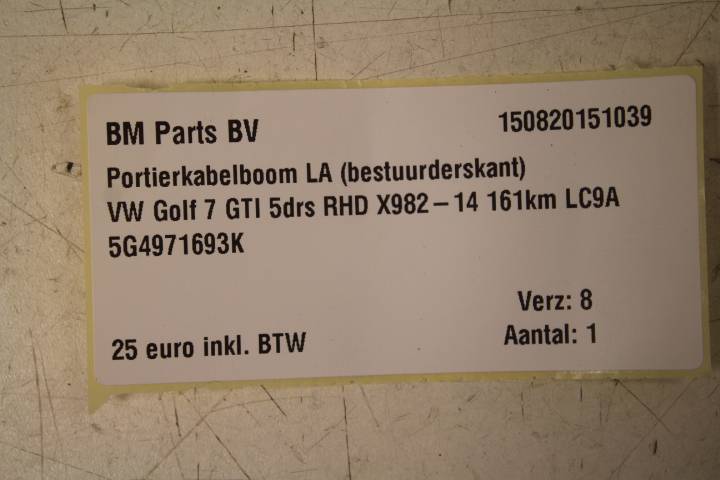 BM Parts BV
150820151039
Portierkabelboom LA (bestuurderskant)
VW Golf 7 GTI 5drs RHD X982-14 161km LC9A
5G4971693K
Verz: 8
25 euro inkl. BTW
Aantal: 1